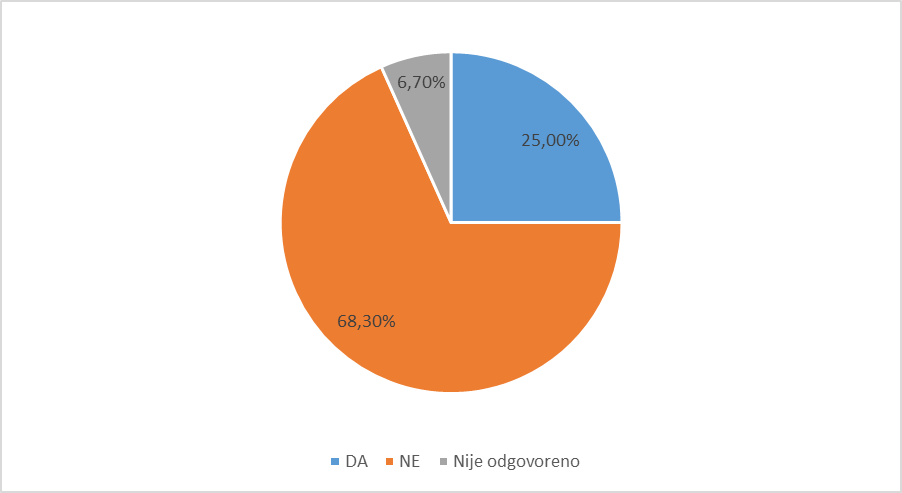 6,70%
25,00%
68,30%
DA NE Nije odgovoreno